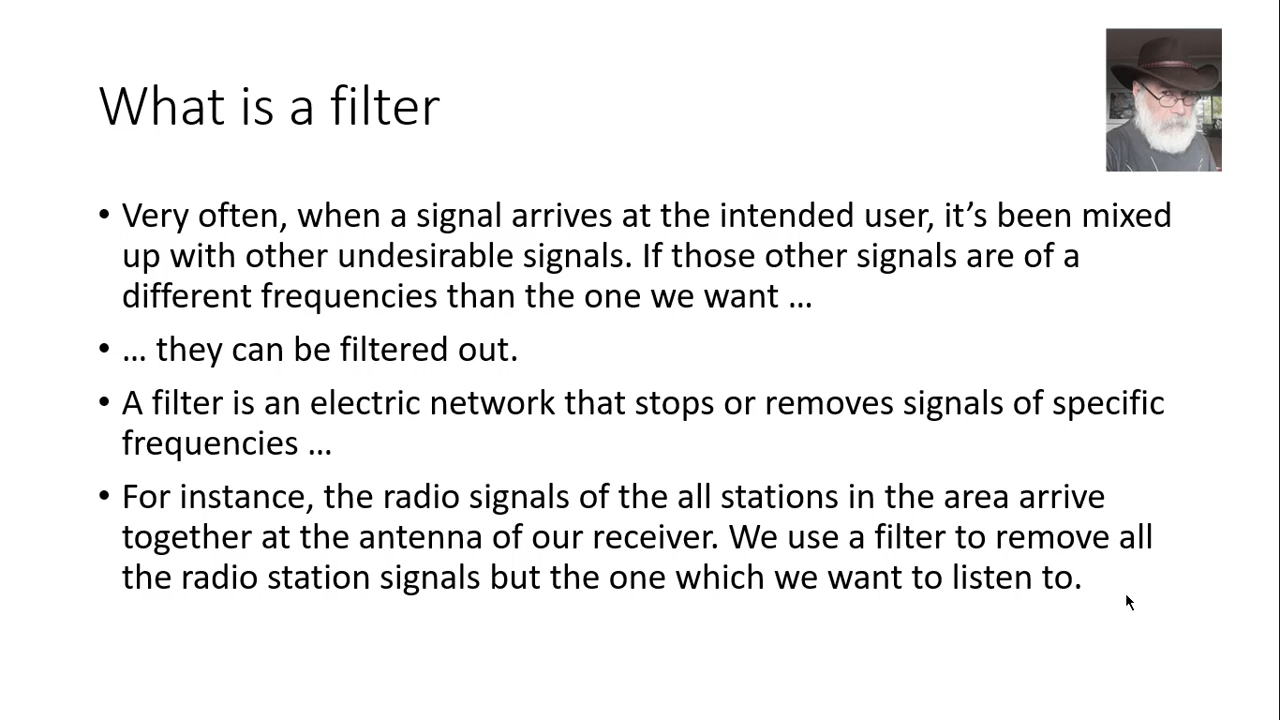 What is a filter
• Very often, when a signal arrives at the intended user, it’s been mixed
up with other undesirable signals. If those other signals are of a
different frequencies than the one we want …
• … they can be filtered out.
• A filter is an electric network that stops or removes signals of specific
frequencies …
• For instance, the radio signals of the all stations in the area arrive
together at the antenna of our receiver. We use a filter to remove all
the radio station signals but the one which we want to listen to.